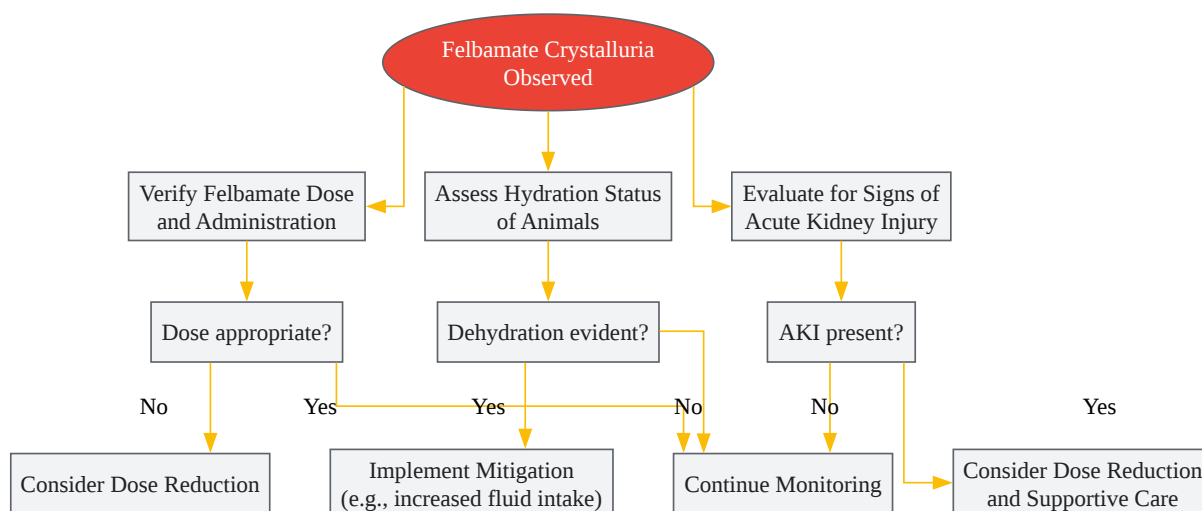 Felbamate Crystalluria
Observed
Verify Felbamate Dose
and Administration
Assess Hydration Status
of Animals
Evaluate for Signs of
Acute Kidney Injury
Dose appropriate?
Dehydration evident?
AKI present?
No
Yes
Yes
No
No
Yes
Consider Dose Reduction
Implement Mitigation
(e.g., increased fluid intake)
Continue Monitoring
Consider Dose Reduction
and Supportive Care